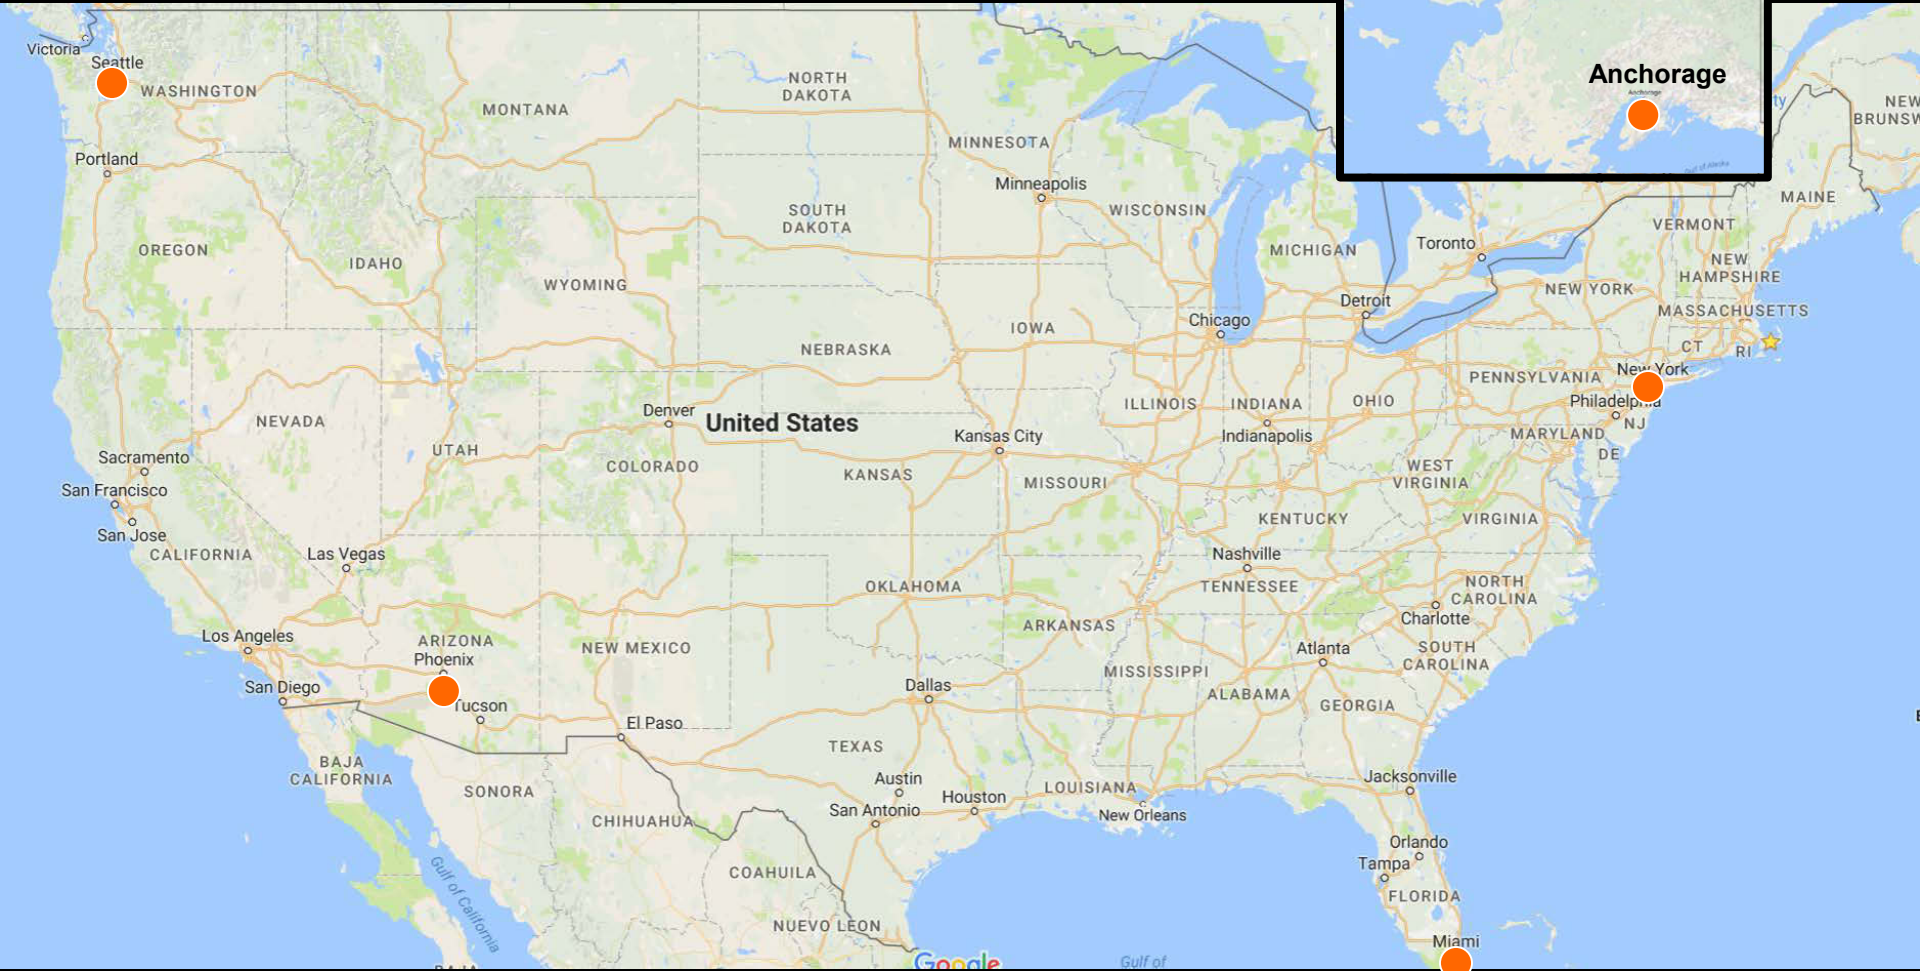 Victoria
Seattle
WASHINGTON
MONTANA
NORTH
DAKOTA
MINNESOTA
Anchorage
Anchorage
NEW
Portland
Minneapolis
SOUTH
DAKOTA
WISCONSIN
MICHIGAN
Toronto
MAINE
VERMONT
OREGON
IDAHO
WYOMING
NEW
HAMPSHIRE
NEW YORK
Detroit
MASSACHUSETTS
Chicago
IOWA
NEBRASKA
CT
RI
New York
PENNSYLVANIA
Philadelphia
NJ
NEVADA
UTAH
Denver
United States
ILLINOIS
INDIANA
OHIO
Kansas City
Indianapolis
MARYLAND
DE
Sacramento
COLORADO
KANSAS
MISSOURI
WEST
VIRGINIA
San Francisco
San Jose
CALIFORNIA
Las Vegas
KENTUCKY
VIRGINIA
Nashville
TENNESSEE
OKLAHOMA
NORTH
CAROLINA
Charlotte
ARKANSAS
Los Angeles
ARIZONA
Phoenix
NEW MEXICO
Atlanta
SOUTH
CAROLINA
MISSISSIPPI
ALABAMA
GEORGIA
San Diego
Tucson
El Paso
Dallas
TEXAS
BAJA
CALIFORNIA
SONORA
CHIHUAHUA
Austin
San Antonio
Houston
LOUISIANA
New Orleans
Jacksonville
Orlando
Tampa
FLORIDA
COAHUILA
Gulf of California
NUEVO LEON
Miami
Google
Gulf of